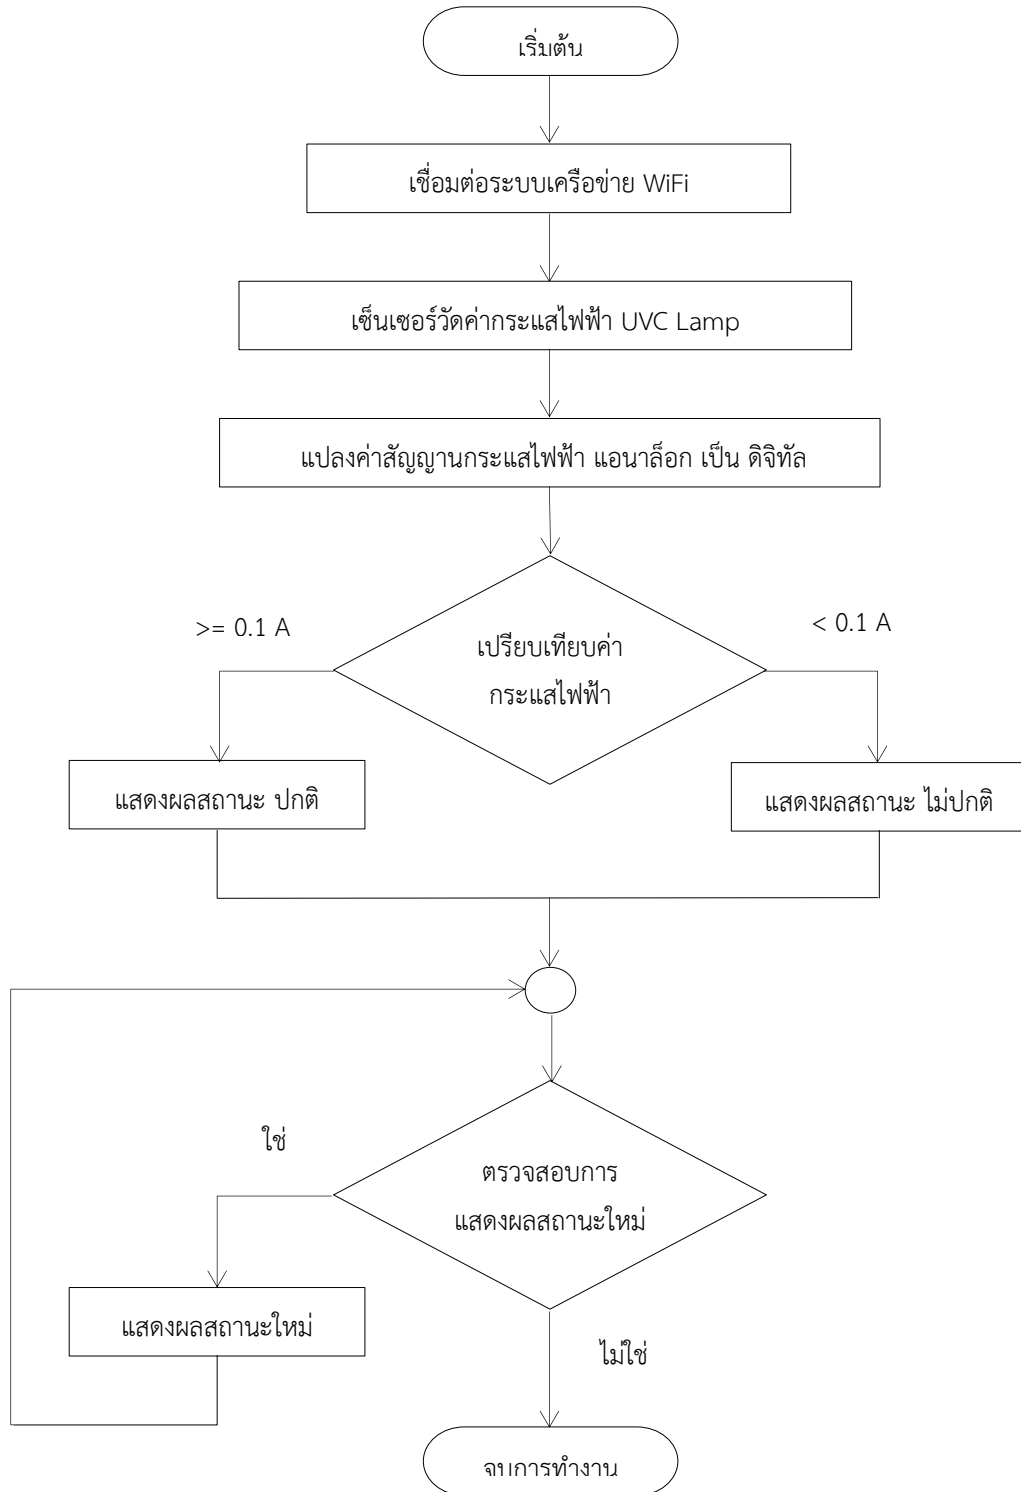 เริ่มต้น
เชื่อมต่อระบบเครือข่าย WiFi
เซ็นเซอร์วัดค่ากระแสไฟฟ้า UVC Lamp
แปลงค่าสัญญานกระแสไฟฟ้า แอนาล็อก เป็น ดิจิทัล
>= 0.1 A
< 0.1 A
เปรียบเทียบค่า
กระแสไฟฟ้า
แสดงผลสถานะ ปกติ
แสดงผลสถานะ ไม่ปกติ
ใช่
ตรวจสอบการ
แสดงผลสถานะใหม่
แสดงผลสถานะใหม่
ไม่ใช่
จบการทำงาน